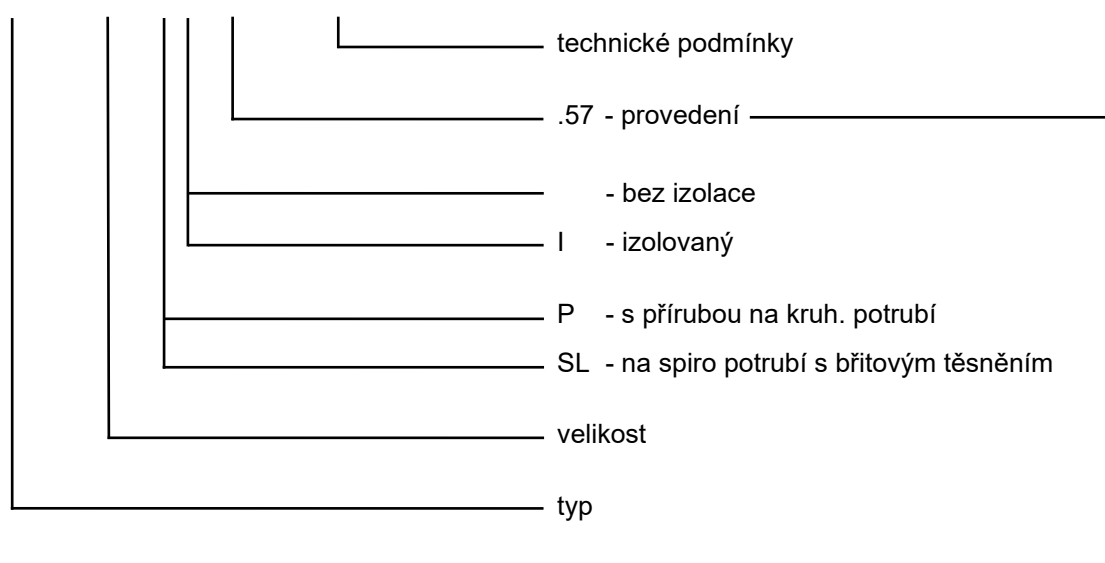 technické podmínky
.57 - provedení
- bez izolace
I - izolovaný
P - s přírubou na kruh. potrubí
SL - na spiro potrubí s břitovým těsněním
velikost
typ